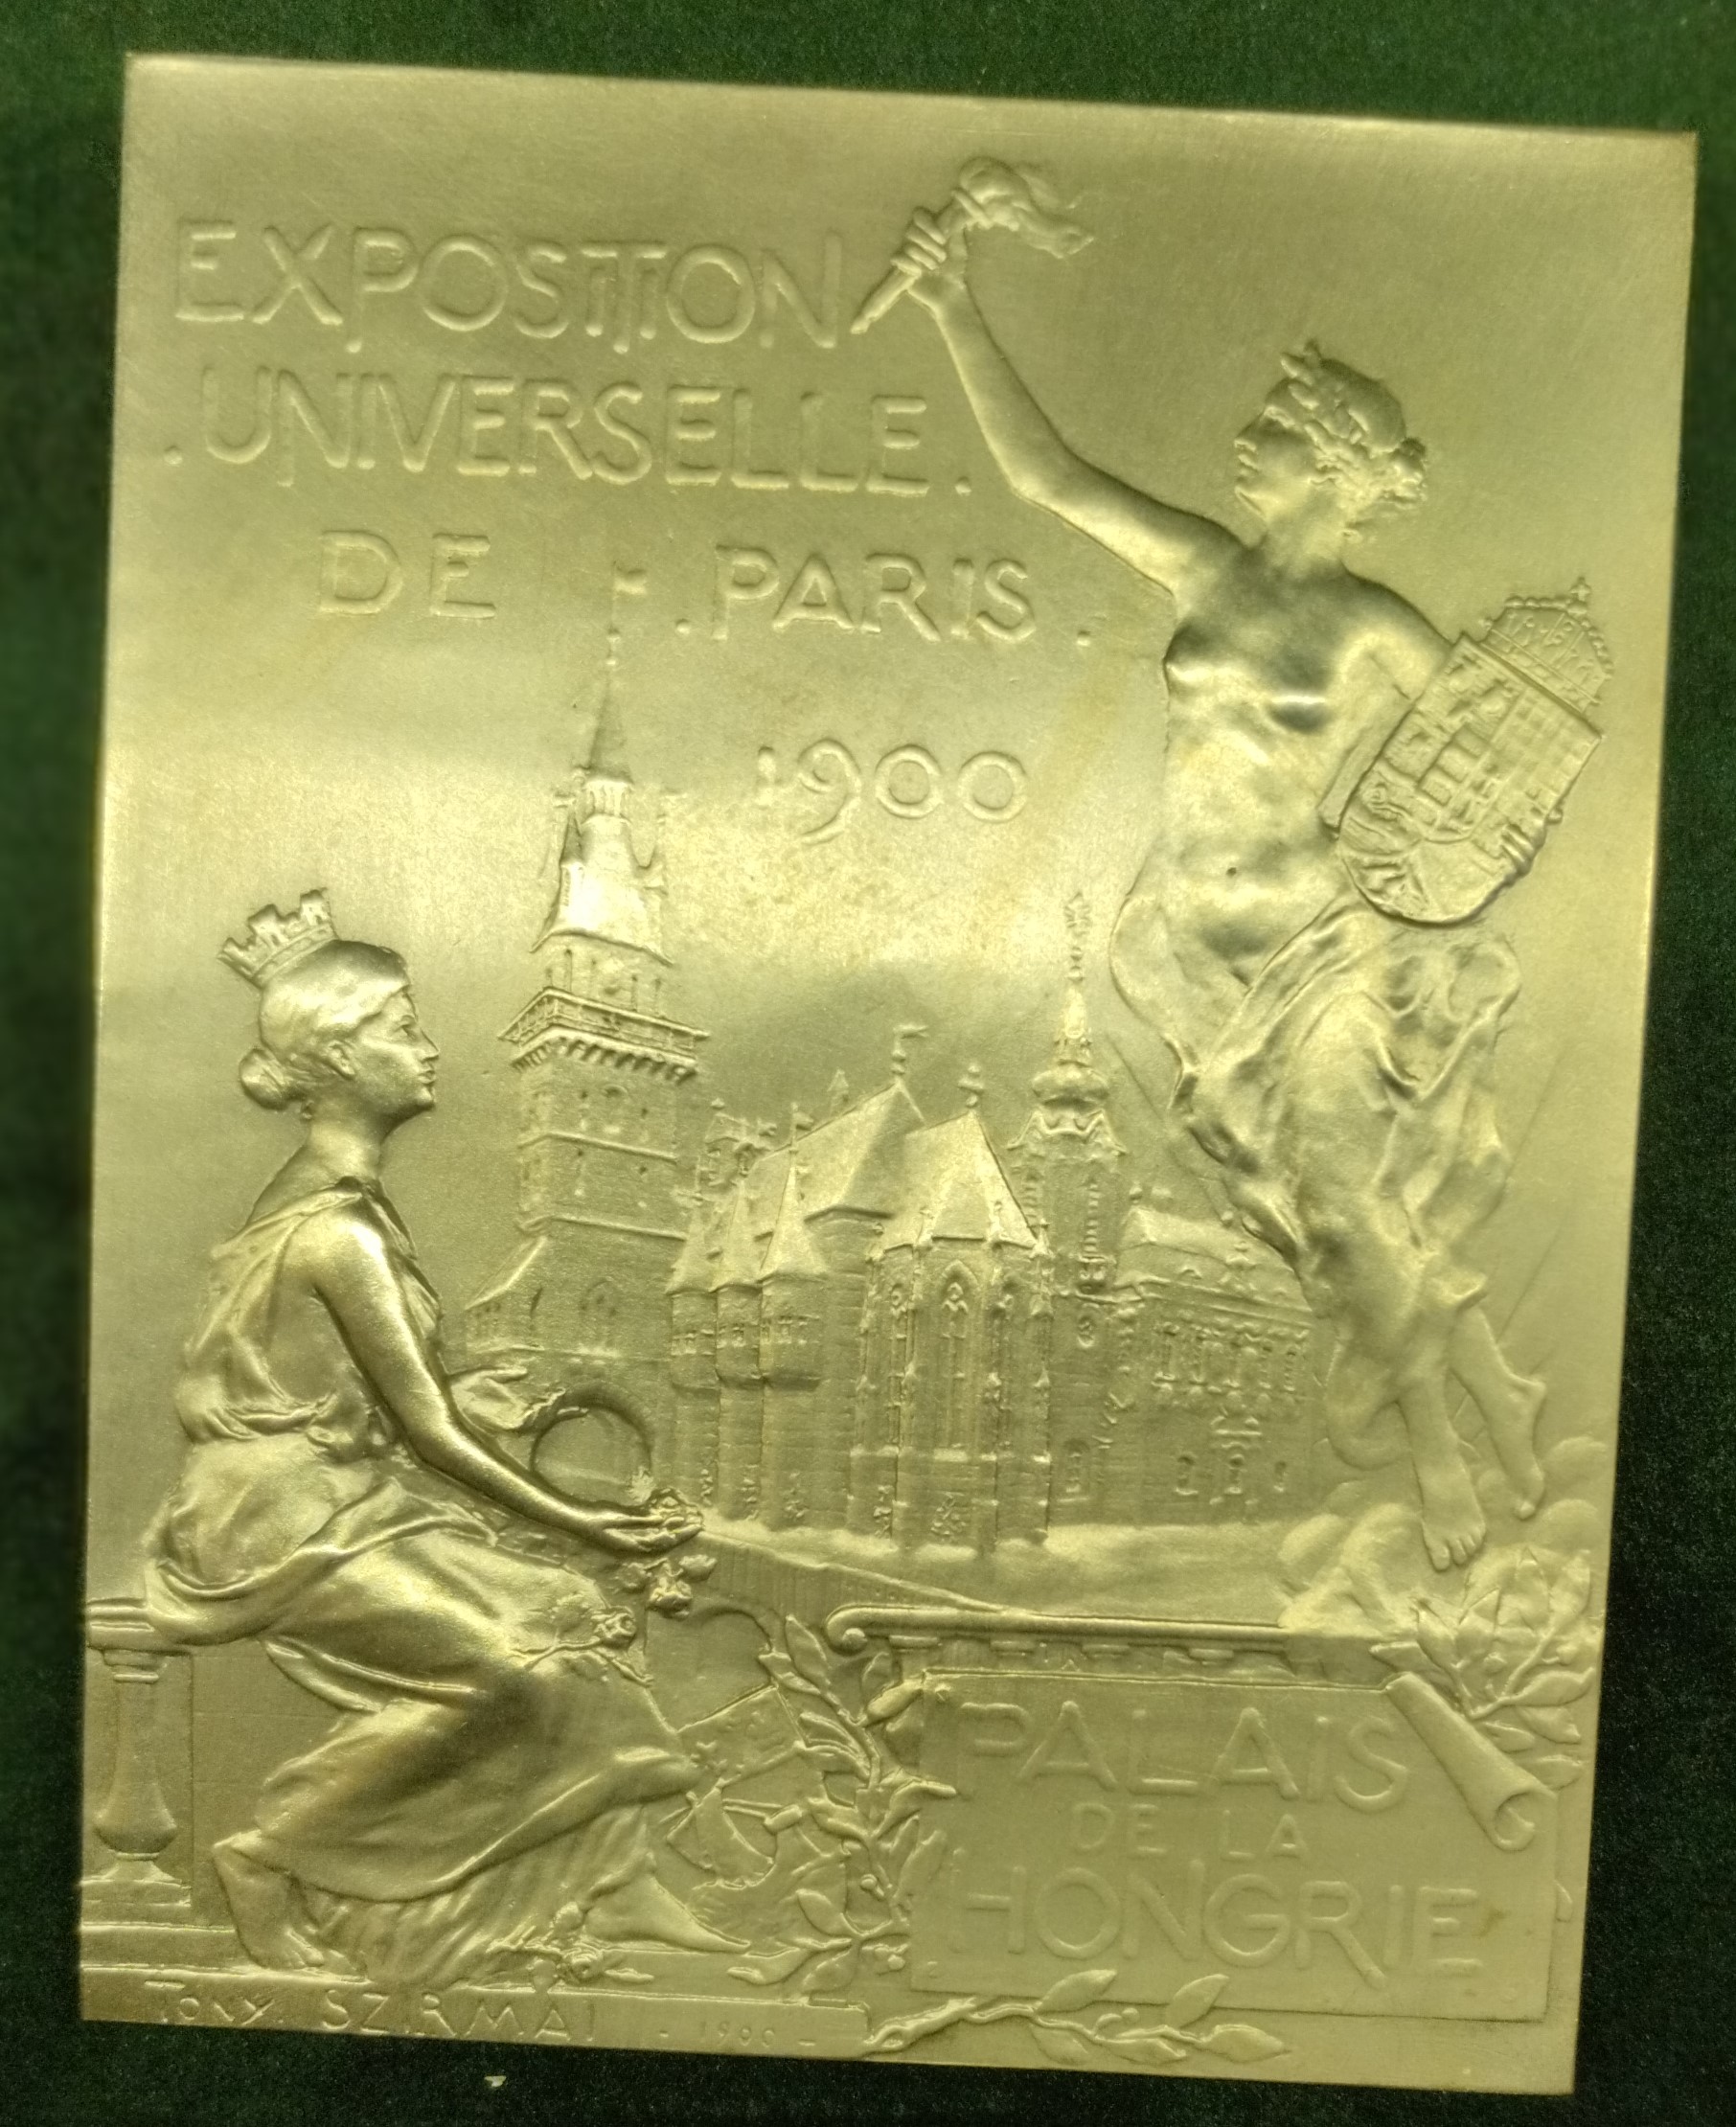 EXPOSITION
. UNIVERSELLE .
DE . PARIS .
1900
PALAIS
DE LA
HONGRIE
TONY SZIRMAI - 1900 -